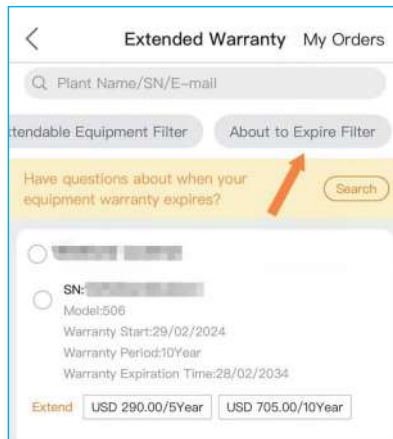 Extended Warranty My Orders
Plant Name/SN/E-mail
tendable Equipment Filter About to Expire Filter
Have questions about when your
equipment warranty expires?
Search
SN:
Model:506
Warranty Start:29/02/2024
Warranty Period:10Year
Warranty Expiration Time:28/02/2034
Extend USD 290.00/5Year USD 705.00/10Year